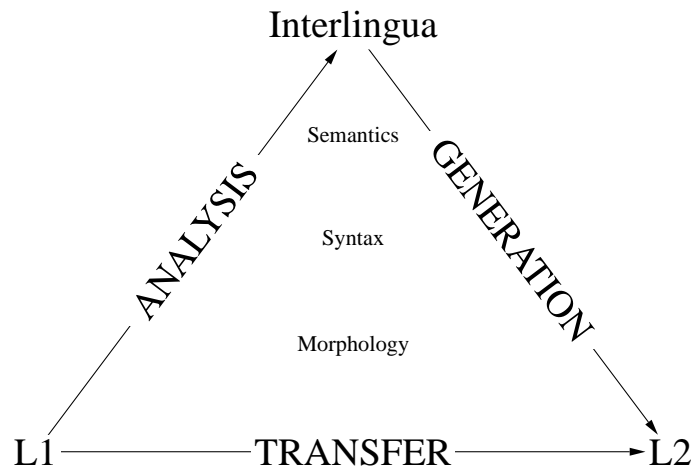 Interlingua
Semantics
ANALYSIS
GENERATION
Syntax
Morphology
L1
TRANSFER
L2